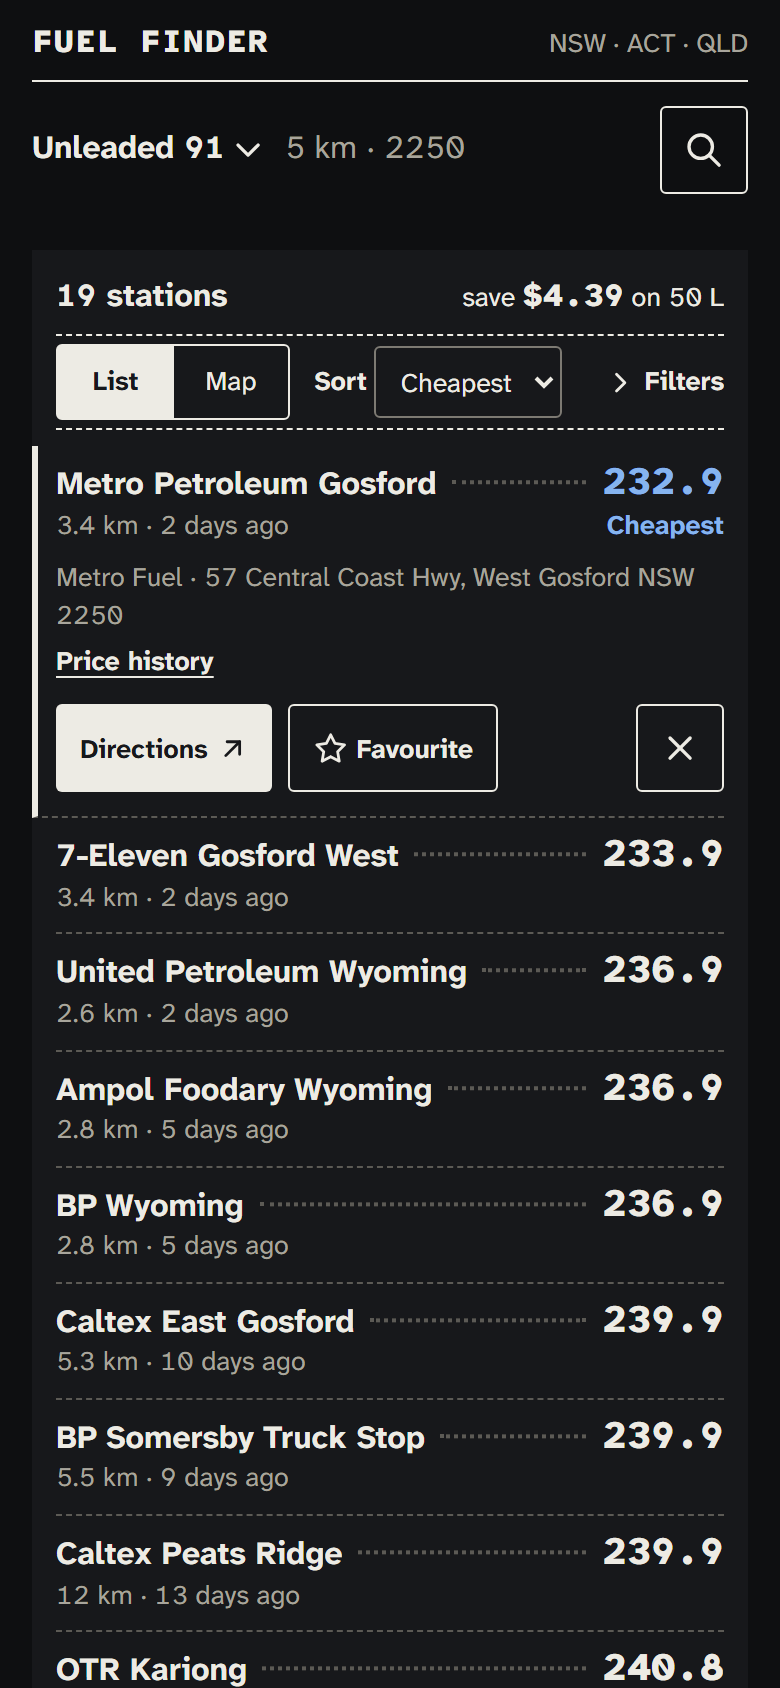 FUEL FINDER
NSW · ACT · QLD
Unleaded 91
5 km · 2250
19 stations
save $4.39 on 50 L
List
Map
Sort
Cheapest
Filters
Metro Petroleum Gosford
232.9
3.4 km · 2 days ago
Cheapest
Metro Fuel · 57 Central Coast Hwy, West Gosford NSW
2250
Price history
Directions
Favourite
7-Eleven Gosford West
233.9
3.4 km · 2 days ago
United Petroleum Wyoming
236.9
2.6 km · 2 days ago
Ampol Foodary Wyoming
236.9
2.8 km · 5 days ago
BP Wyoming
236.9
2.8 km · 5 days ago
Caltex East Gosford
239.9
5.3 km · 10 days ago
BP Somersby Truck Stop
239.9
5.5 km · 9 days ago
Caltex Peats Ridge
239.9
12 km · 13 days ago
OTR Kariong
240.8